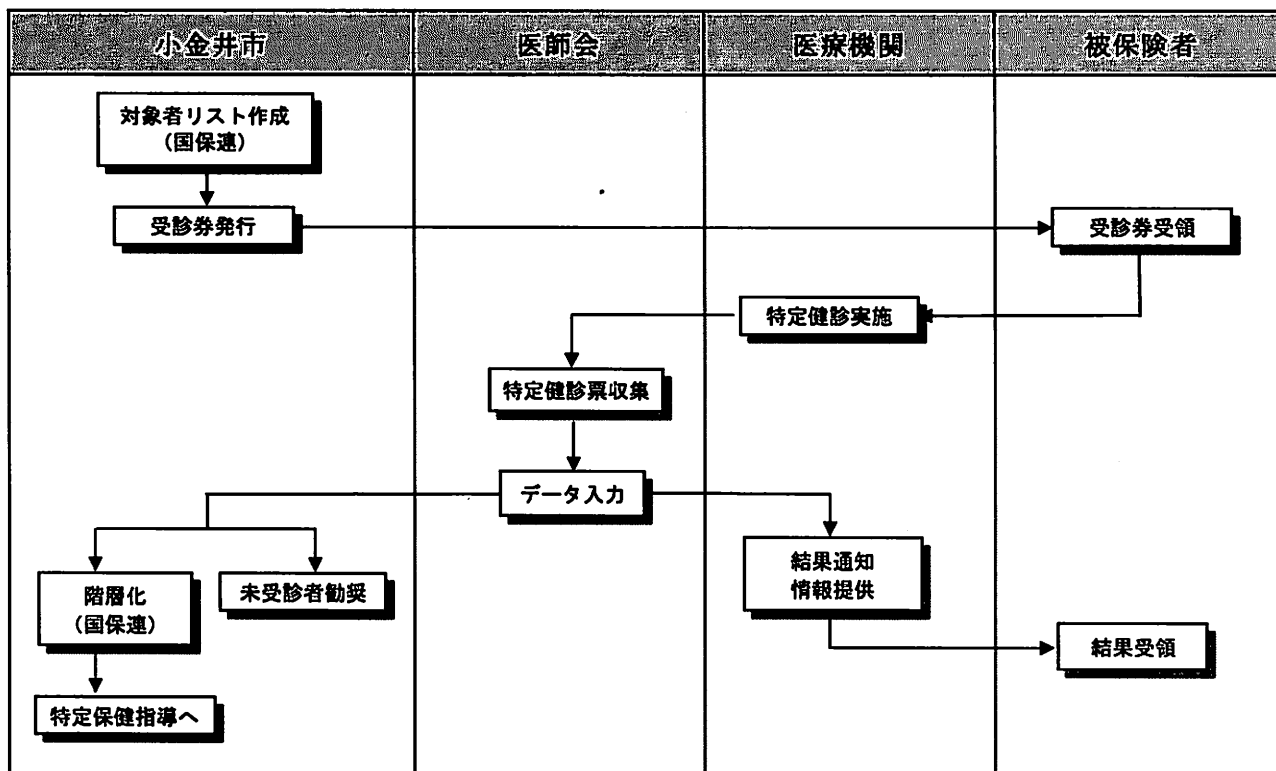 小金井市
医師会
医療機関
被保険者
対象者リスト作成
（国保連）
受診券発行
受診券受領
特定健診実施
特定健診票収集
データ入力
階層化
（国保連）
未受診者勧奨
結果通知
情報提供
結果受領
特定保健指導へ